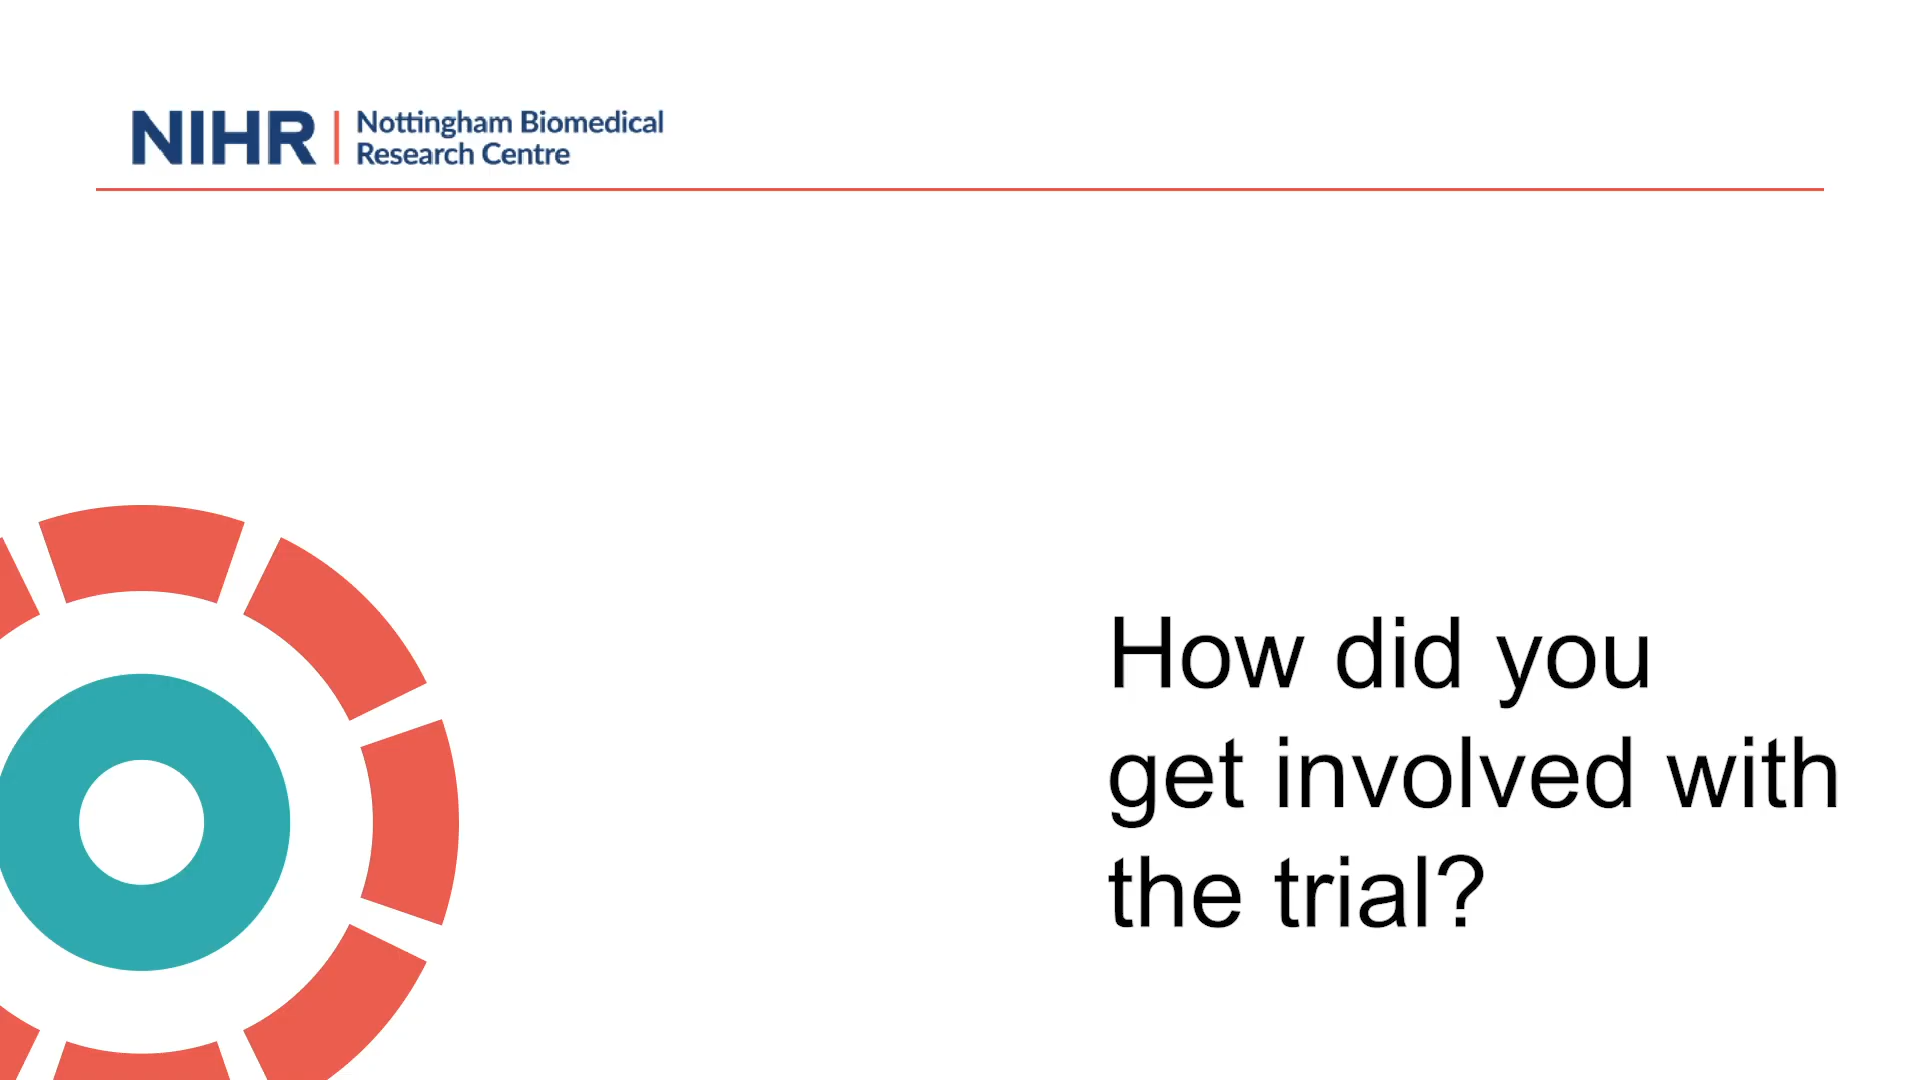 NIHR | Nottingham Biomedical
Research Centre
How did you
get involved with
the trial?